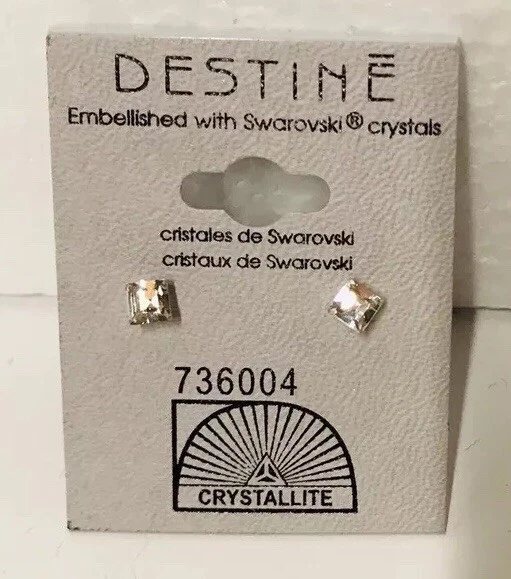 DESTINĒ
Embellished with Swarovski® crystals
cristales de Swarovski
cristaux de Swarovski
736004
CRYSTALLITE